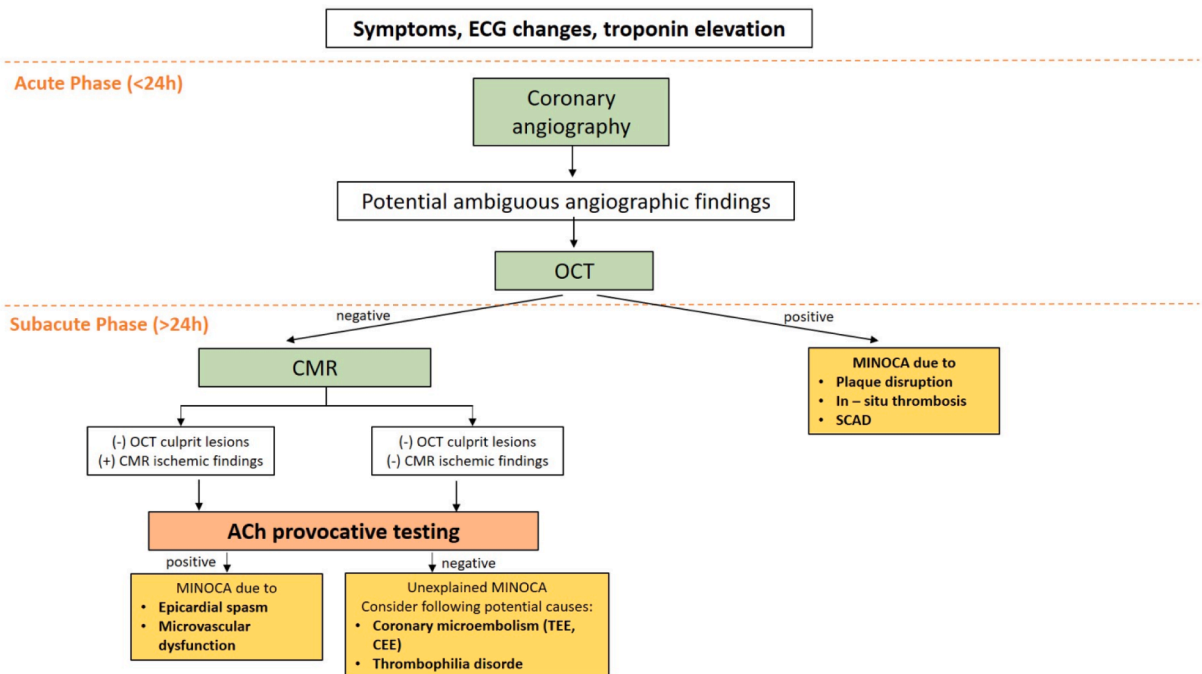 Symptoms, ECG changes, troponin elevation
Acute Phase (<24h)
Coronary
angiography
Potential ambiguous angiographic findings
OCT
Subacute Phase (>24h)
negative
positive
CMR
MINOCA due to
• Plaque disruption
• In – situ thrombosis
• SCAD
(-) OCT culprit lesions
(+) CMR ischemic findings
(-) OCT culprit lesions
(-) CMR ischemic findings
ACh provocative testing
positive
negative
MINOCA due to
• Epicardial spasm
• Microvascular
dysfunction
Unexplained MINOCA
Consider following potential causes:
• Coronary microembolism (TEE,
CEE)
• Thrombophilia disorde